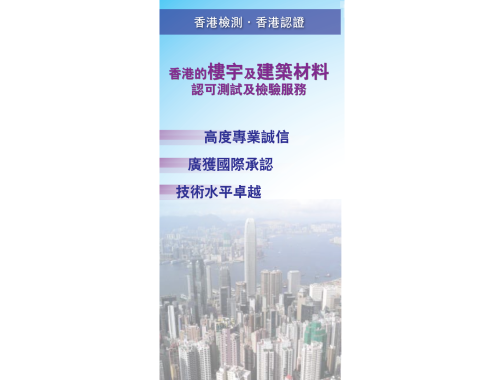 香港檢測・香港認證
香港的樓宇及建築材料
認可測試及檢驗服務
高度專業誠信
廣獲國際承認
技術水平卓越